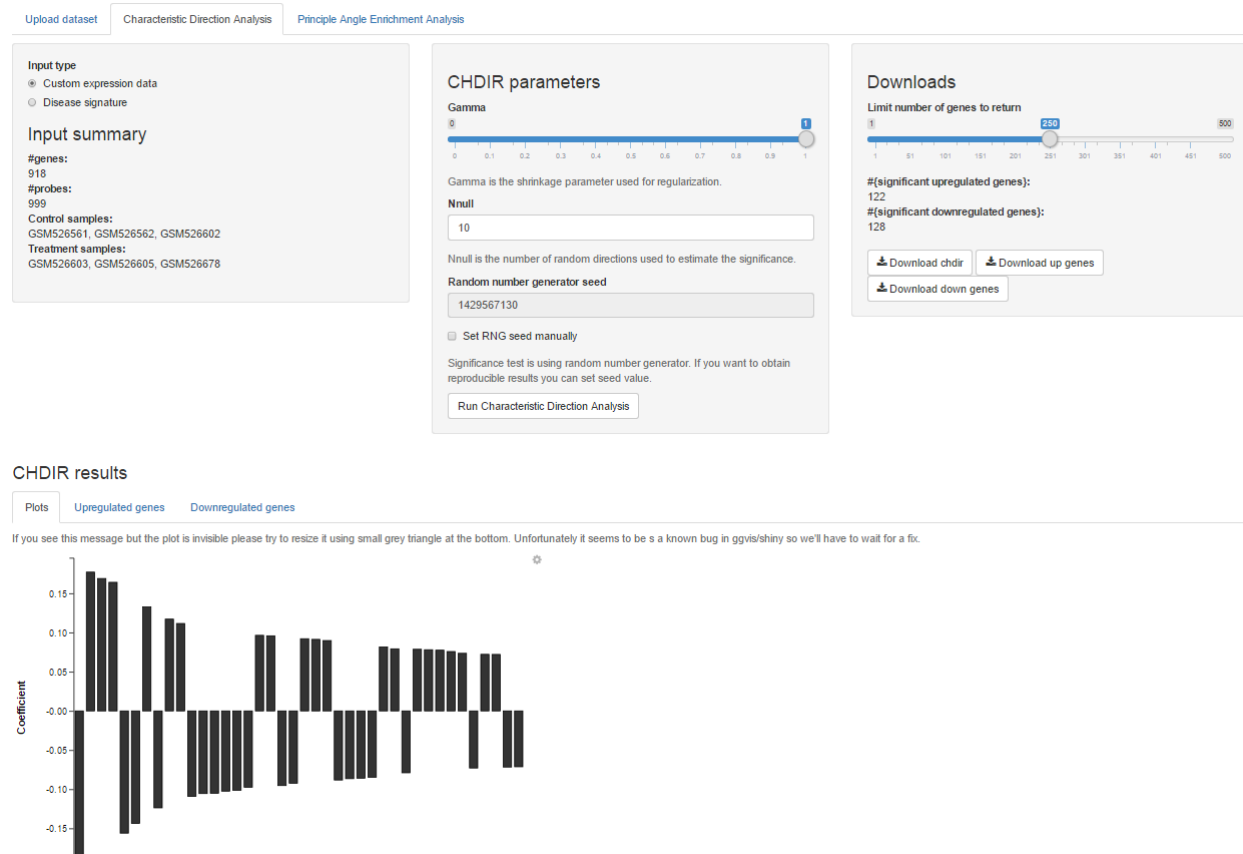 Upload dataset
Characteristic Direction Analysis
Principle Angle Enrichment Analysis
Input type
Custom expression data
Disease signature
Input summary
#genes:
918
#probes:
999
Control samples:
GSM526561, GSM526562, GSM526602
Treatment samples:
GSM526603, GSM526605, GSM526678
CHDIR parameters
Gamma
0 1
0 0.1 0.2 0.3 0.4 0.5 0.6 0.7 0.8 0.9 1
Gamma is the shrinkage parameter used for regularization.
Nnull
10
Nnull is the number of random directions used to estimate the significance.
Random number generator seed
1429567130
Set RNG seed manually
Significance test is using random number generator. If you want to obtain
reproducible results you can set seed value.
Run Characteristic Direction Analysis
Downloads
Limit number of genes to return
1 250 500
1 51 101 151 201 251 301 351 401 451 500
#{significant upregulated genes}:
122
#{significant downregulated genes}:
128
Download chdir
Download up genes
Download down genes
CHDIR results
Plots
Upregulated genes
Downregulated genes
If you see this message but the plot is invisible please try to resize it using small grey triangle at the bottom. Unfortunately it seems to be s a known bug in ggvis/shiny so we'll have to wait for a fix.
Coefficient
0.15
0.10
0.05
-0.00
-0.05
-0.10
-0.15